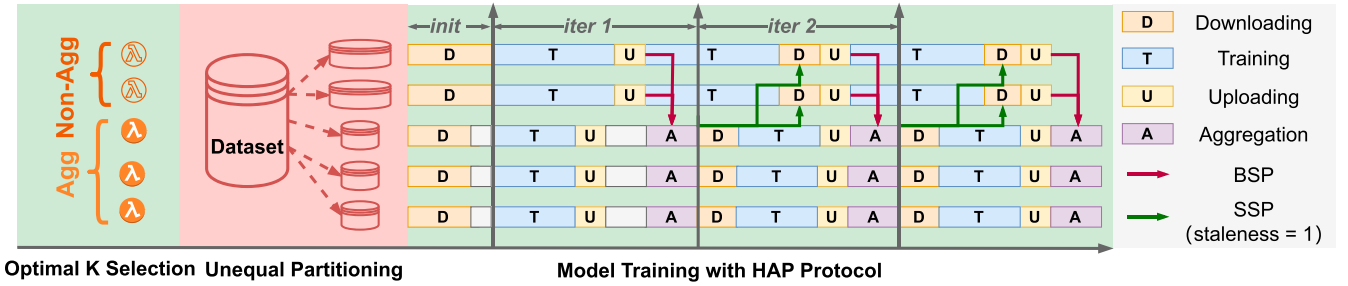 init iter 1 iter 2
Non-Agg
Agg
λ
λ
λ
λ
λ
Dataset
D T U T D U T D U
D T U T D U T D U
D T U A D T U A D T U A
D T U A D T U A D T U A
D T U A D T U A D T U A
D Downloading
T Training
U Uploading
A Aggregation
BSP
SSP
(staleness = 1)
Optimal K Selection Unequal Partitioning Model Training with HAP Protocol